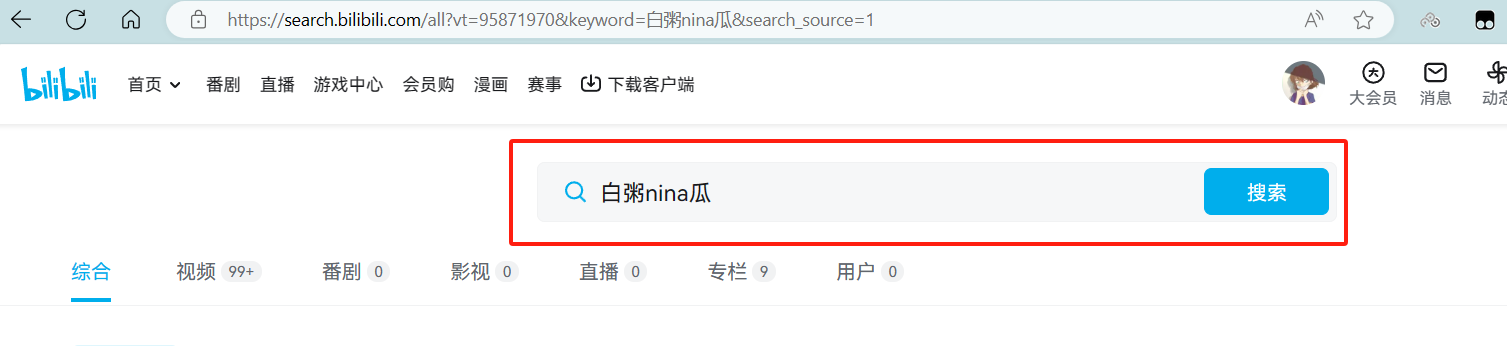 https://search.bilibili.com/all?vt=95871970&keyword=白粥nina瓜&search_source=1
bilibili 首页 番剧 直播 游戏中心 会员购 漫画 赛事 下载客户端 大会员 消息 动态
白粥nina瓜 搜索
综合 视频 99+ 番剧 0 影视 0 直播 0 专栏 9 用户 0